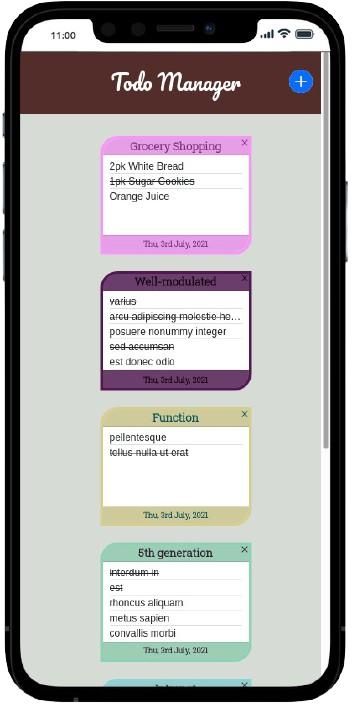 11:00
Todo Manager
Grocery Shopping
X
2pk White Bread
1pk Sugar Cookies
Orange Juice
Thu, 3rd July, 2021
Well-modulated
X
varius
arcu adipiscing molestie he...
posuere nonummy integer
sed accumsan
est donec odio
Thu, 3rd July, 2021
Function
X
pellentesque
tellus nulla ut erat
Thu, 3rd July, 2021
5th generation
X
interdum in
est
rhoncus aliquam
metus sapien
convallis morbi
Thu, 3rd July, 2021
X